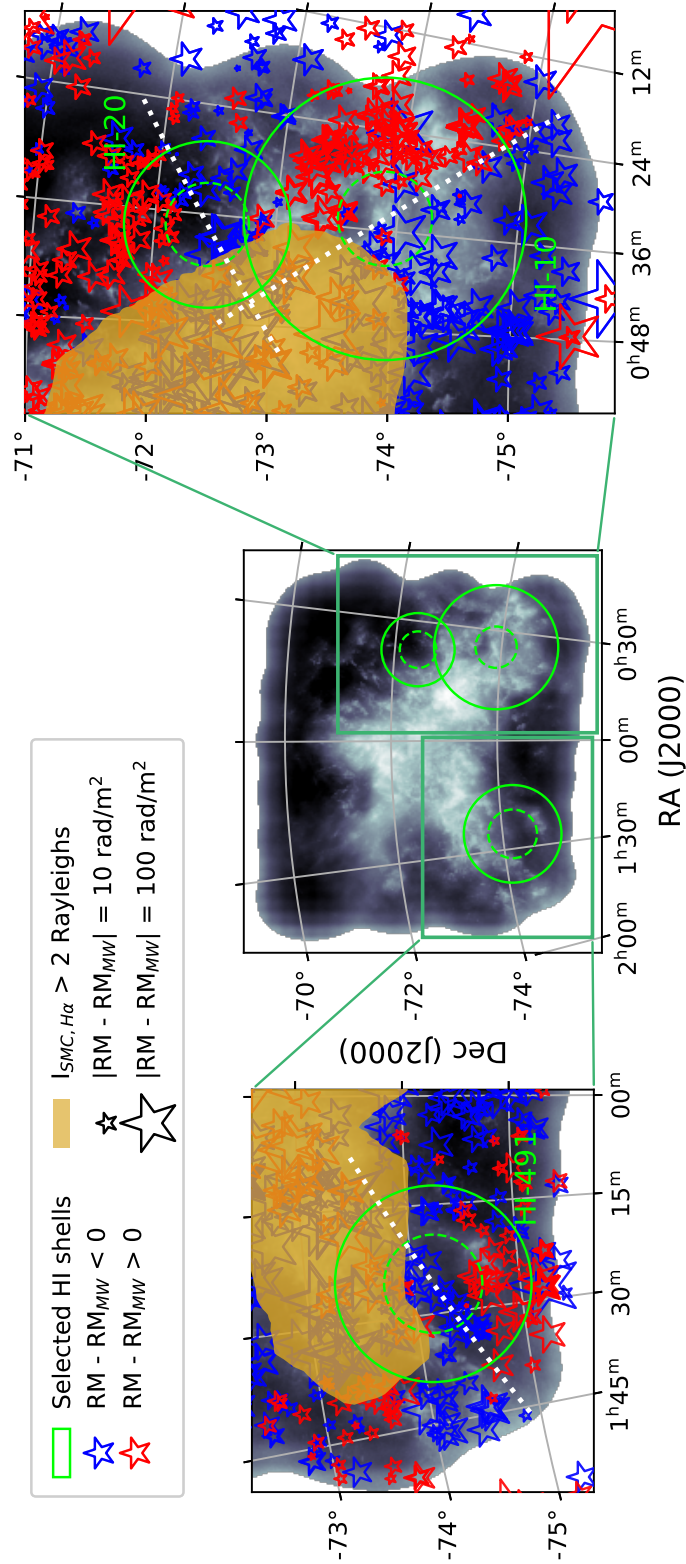 Selected HI shells
RM - RM_MW < 0
RM - RM_MW > 0
I_SMC, Hα > 2 Rayleighs
|RM - RM_MW| = 10 rad/m²
|RM - RM_MW| = 100 rad/m²
-73°
-74°
-75°
HI-491
1ʰ45ᵐ
30ᵐ
15ᵐ
00ᵐ
Dec (J2000)
-70°
-72°
-74°
2ʰ00ᵐ
1ʰ30ᵐ
00ᵐ
0ʰ30ᵐ
RA (J2000)
-71°
-72°
-73°
-74°
-75°
HI-20
HI-10
0ʰ48ᵐ
36ᵐ
24ᵐ
12ᵐ